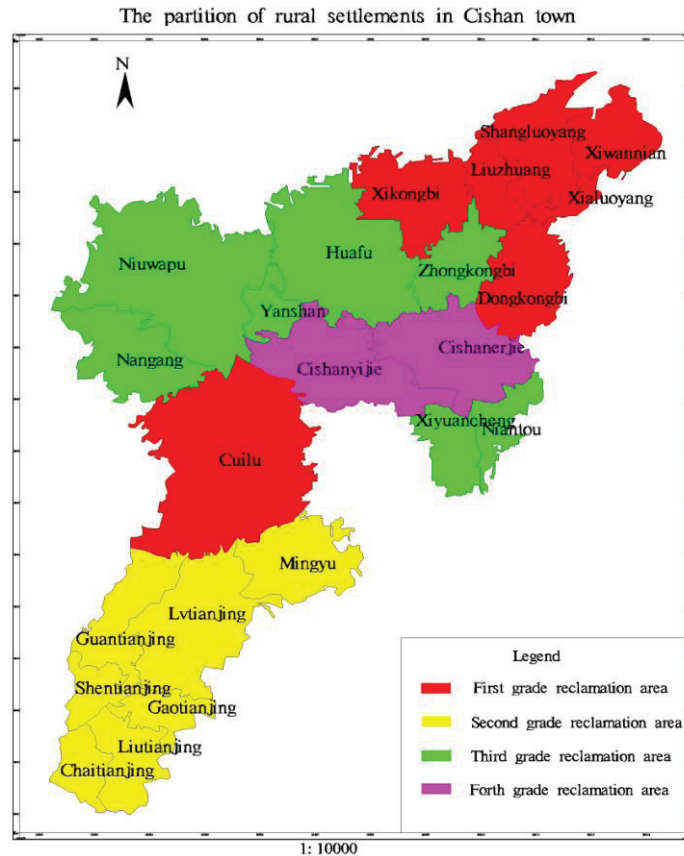 The partition of rural settlements in Cishan town
N
Shangluoyang
Xiwannian
Liuzhuang
Xikongbi
Xialuoyang
Huafu
Niuwapu
Zhongkongbi
Dongkongbi
Yanshan
Cishanerjie
Nangang
Cishanyijie
Xiyuancheng
Niantou
Cuilu
Mingyu
Lvtianjing
Guantianjing
Shentianjing
Gaotianjing
Liutianjing
Chaitianjing
Legend
First grade reclamation area
Second grade reclamation area
Third grade reclamation area
Forth grade reclamation area
1: 10000